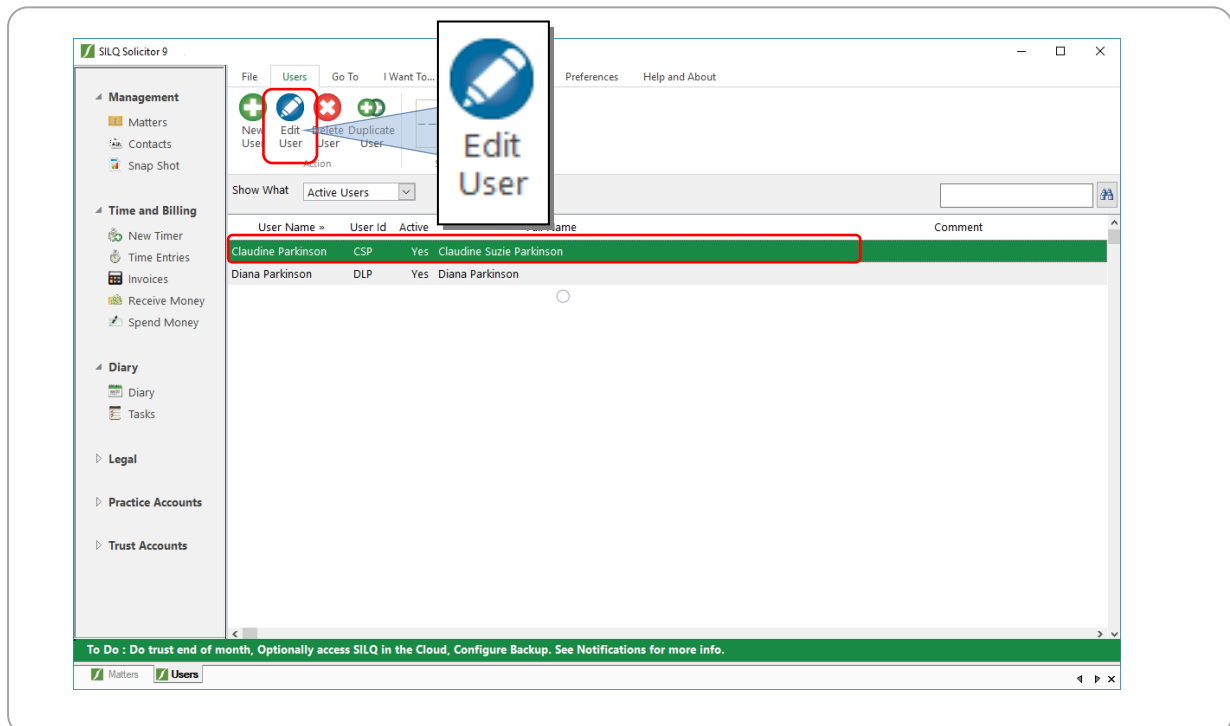 SILQ Solicitor 9
File Users Go To I Want To... Preferences Help and About
New User
Edit User
Delete User
Duplicate User
Action
Edit
User
Show What Active Users
User Name » User Id Active Name Comment
Claudine Parkinson CSP Yes Claudine Suzie Parkinson
Diana Parkinson DLP Yes Diana Parkinson
Management
Matters
Contacts
Snap Shot
Time and Billing
New Timer
Time Entries
Invoices
Receive Money
Spend Money
Diary
Diary
Tasks
Legal
Practice Accounts
Trust Accounts
To Do : Do trust end of month, Optionally access SILQ in the Cloud, Configure Backup. See Notifications for more info.
Matters Users